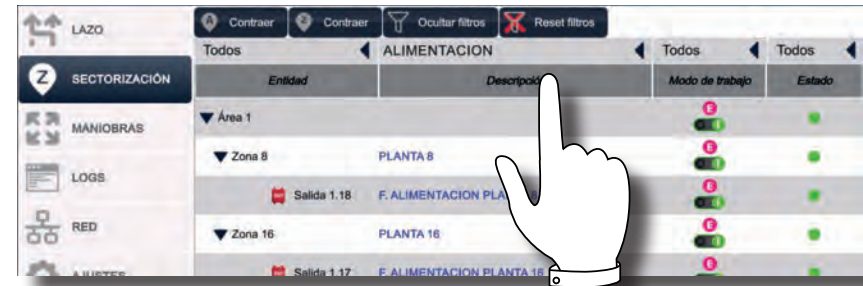 LAZO
SECTORIZACIÓN
MANIOBRAS
LOGS
RED
AJUSTES
A Contraer Z Contraer Ocultar filtros Reset filtros
Todos ALIMENTACION Todos Todos
Entidad Descripción Modo de trabajo Estado
Área 1 E
Zona 8 PLANTA 8 E
Salida 1.18 F. ALIMENTACION E
Zona 16 PLANTA 16 E
Salida 1.17 F. ALIMENTACION PLANTA 16 E